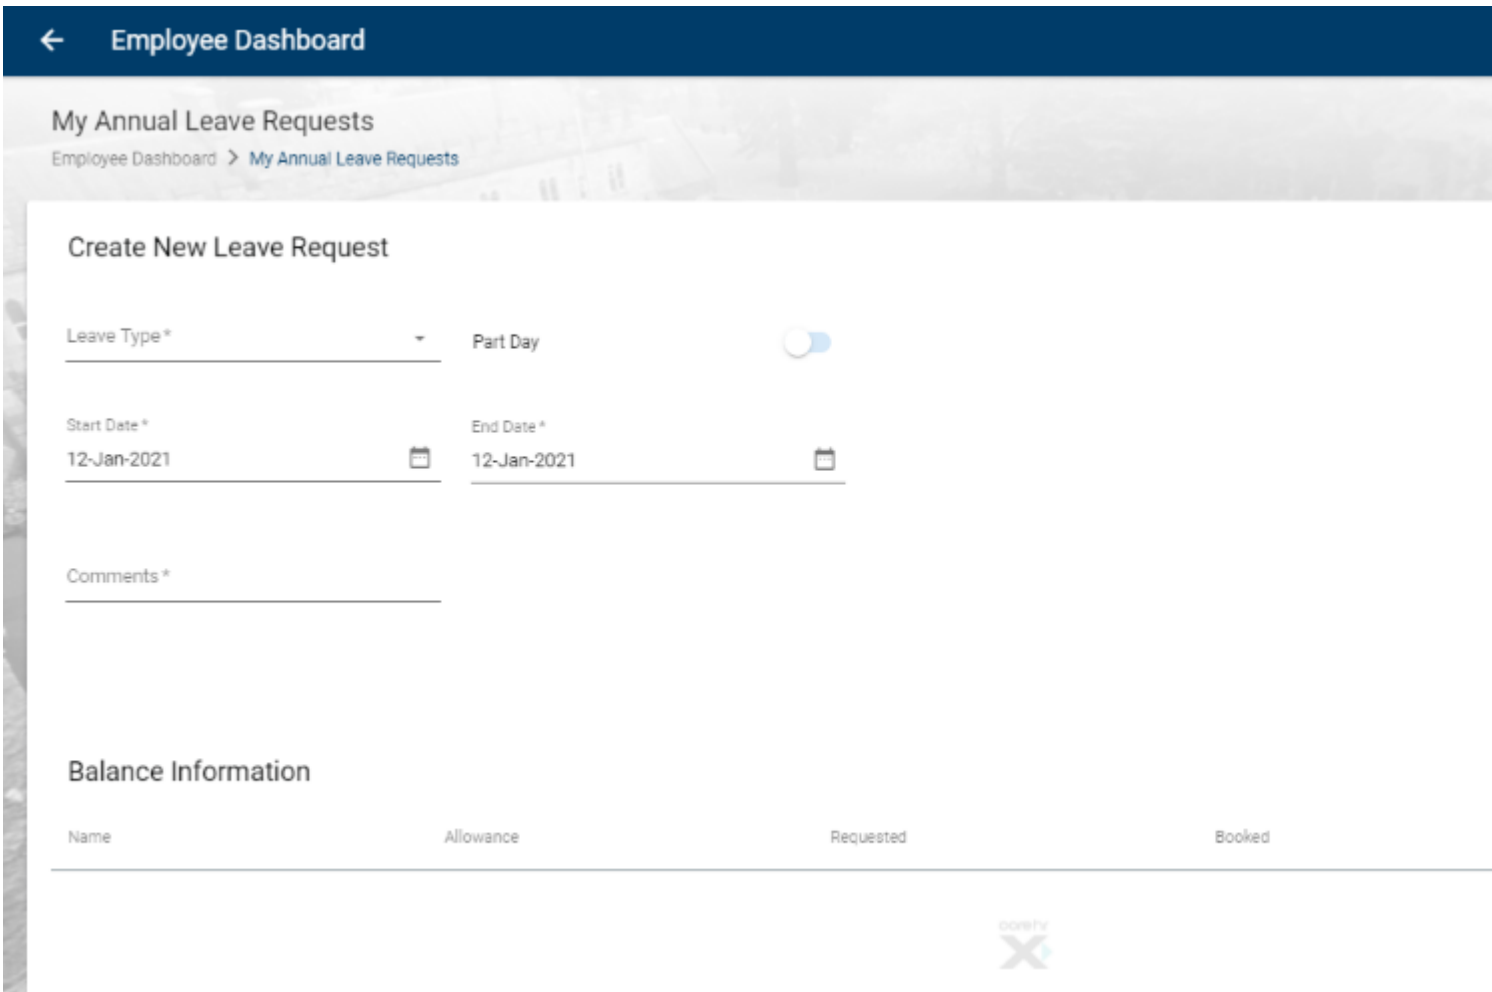 Employee Dashboard
My Annual Leave Requests
Employee Dashboard > My Annual Leave Requests
Create New Leave Request
Leave Type*
Part Day
Start Date*
End Date*
12-Jan-2021
12-Jan-2021
Comments*
Balance Information
Name Allowance Requested Booked